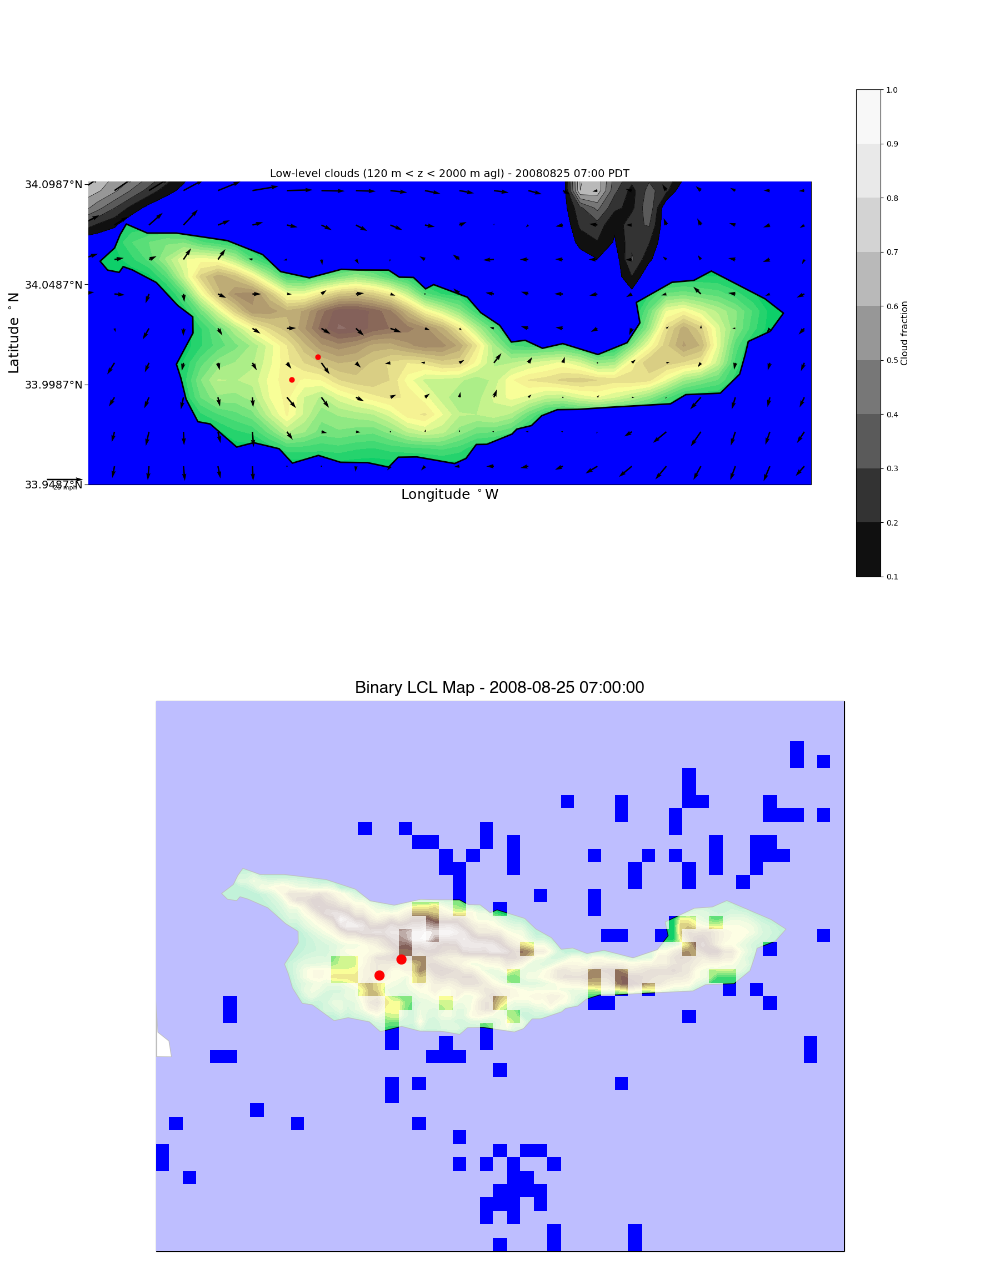 Low-level clouds (120 m < z < 2000 m agl) - 20080825 07:00 PDT
34.0987°N
34.0487°N
33.9987°N
33.9487°N
Latitude °N
Longitude °W
1.0
0.9
0.8
0.7
0.6
0.5
0.4
0.3
0.2
0.1
Cloud fraction
Binary LCL Map - 2008-08-25 07:00:00